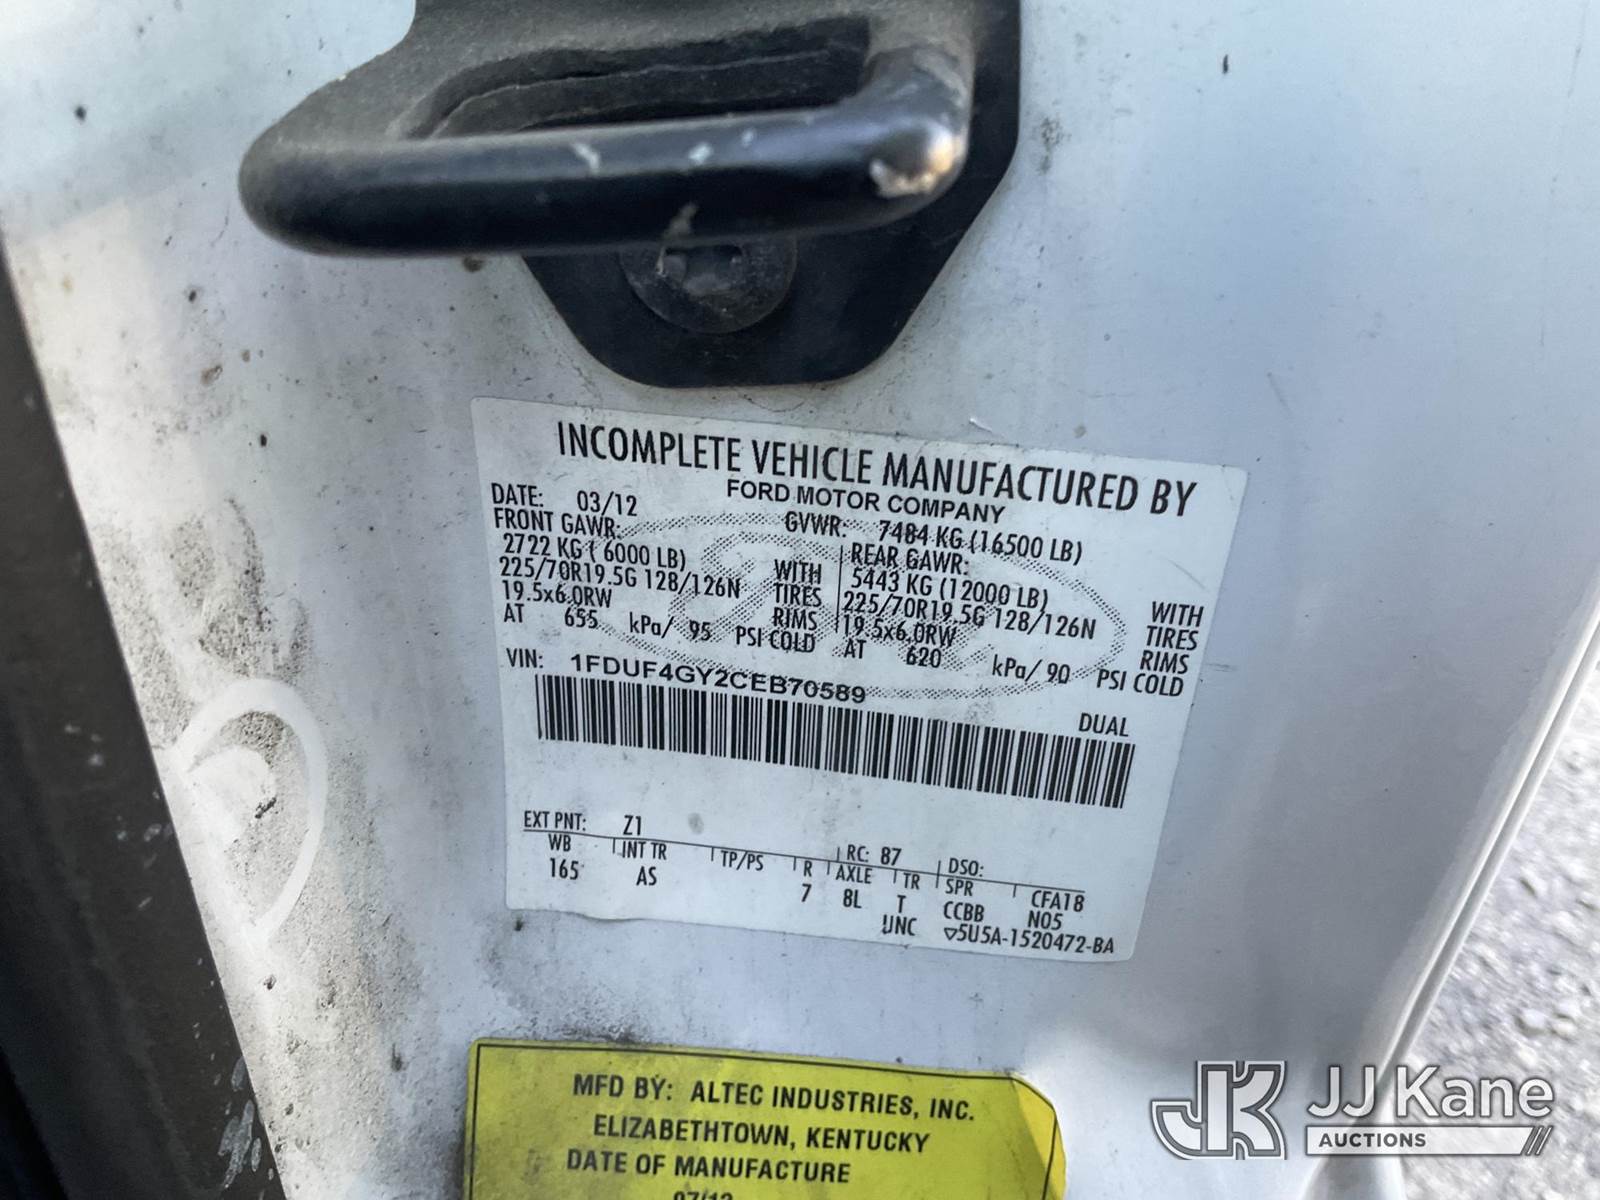 INCOMPLETE VEHICLE MANUFACTURED BY
FORD MOTOR COMPANY
DATE: 03/12 GVWR: 7484 KG (16500 LB)
FRONT GAWR: REAR GAWR:
2722 KG ( 6000 LB) WITH 5443 KG (12000 LB) WITH
225/70R19.5G 128/126N TIRES 225/70R19.5G 128/126N TIRES
19.5x6.0RW RIMS 19.5x6.0RW RIMS
AT 655 kPa/ 95 PSI COLD AT 620 kPa/ 90 PSI COLD
VIN: 1FDUF4GY2CEB70589
DUAL
EXT PNT: Z1 RC: 87 DSO:
WB INT TR TP/PS R AXLE TR SPR CFA18
165 AS 7 8L T CCBB N05
UNC 5U5A-1520472-BA
MFD BY: ALTEC INDUSTRIES, INC.
ELIZABETHTOWN, KENTUCKY
DATE OF MANUFACTURE
07/12
JK JJ Kane
AUCTIONS